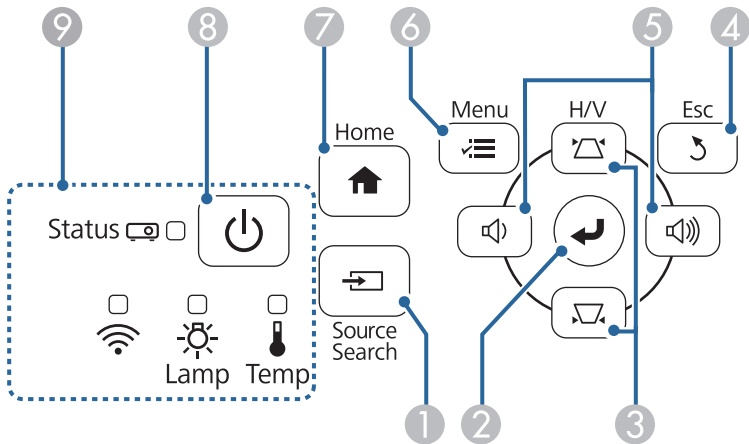 9 8 7 6 5 4
Menu H/V Esc
Home
Status
Source
Search
Lamp Temp
1 2 3